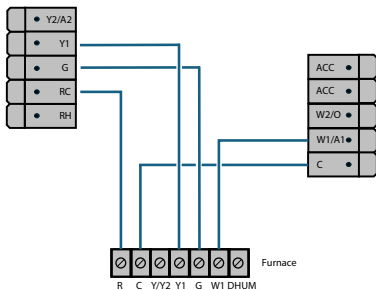 Y2/A2
Y1
G
RC
RH
ACC
ACC
W2/O
W1/A1
C
Furnace
R C Y/Y2 Y1 G W1 DHUM